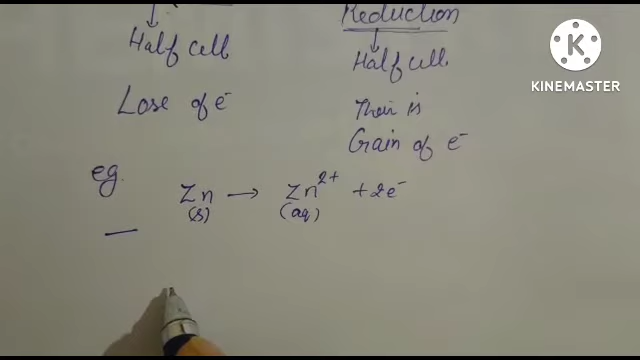 Reduction
Half cell
Half cell
Lose of e⁻
Their is
Grain of e⁻
eg.
Zn → Zn²⁺ + 2e⁻
(s) (aq)
KINEMASTER